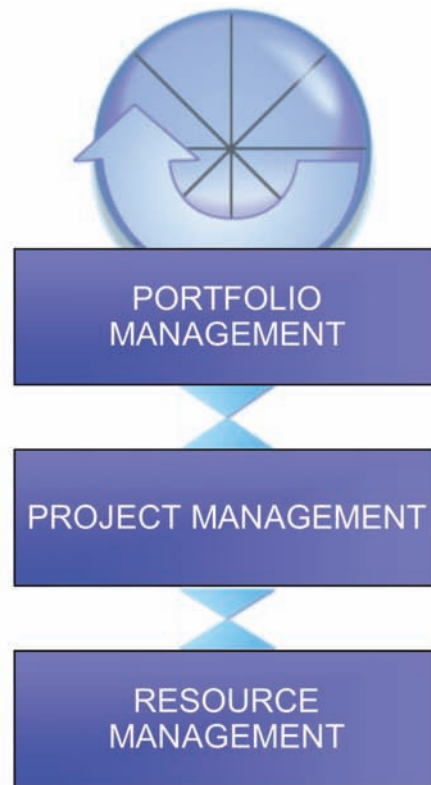 PORTFOLIO
MANAGEMENT
PROJECT MANAGEMENT
RESOURCE
MANAGEMENT